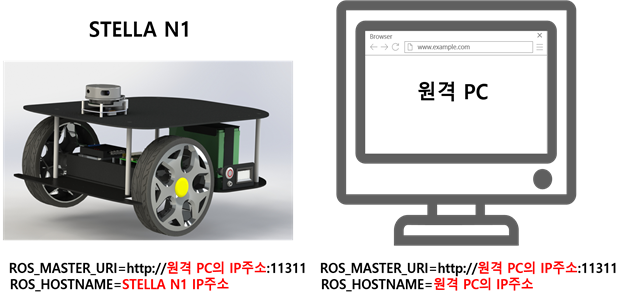 STELLA N1
Browser
www.example.com
원격 PC
ROS_MASTER_URI=http://원격 PC의 IP주소:11311
ROS_HOSTNAME=STELLA N1 IP주소
ROS_MASTER_URI=http://원격 PC의 IP주소:11311
ROS_HOSTNAME=원격 PC의 IP주소